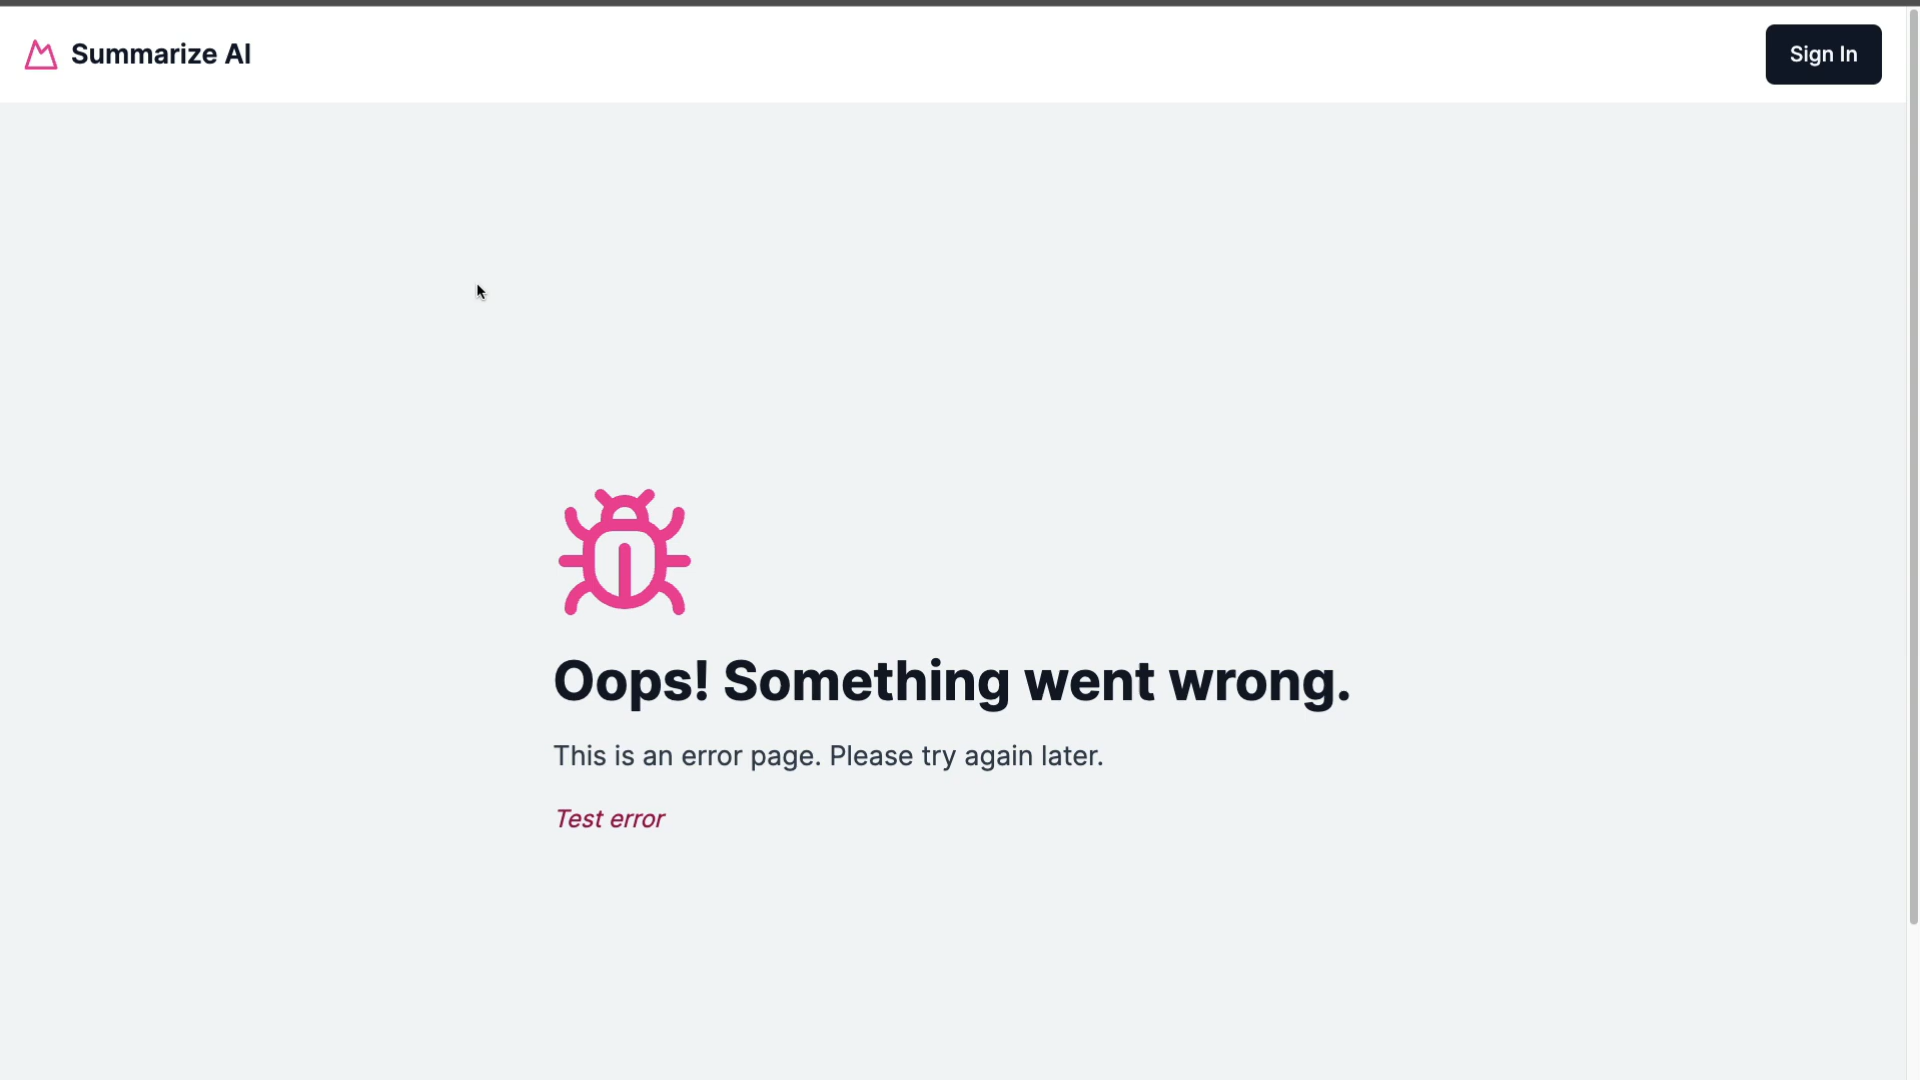 Summarize AI
Sign In
Oops! Something went wrong.
This is an error page. Please try again later.
Test error